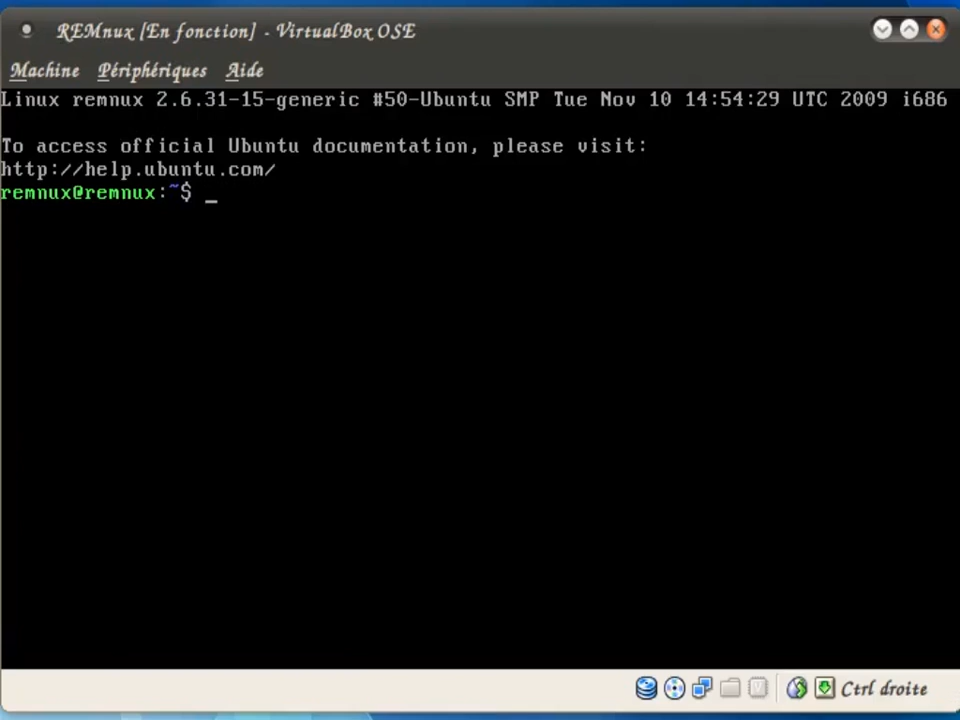 REMnux [En fonction] - VirtualBox OSE
Machine Périphériques Aide
Linux remnux 2.6.31-15-generic #50-Ubuntu SMP Tue Nov 10 14:54:29 UTC 2009 i686
To access official Ubuntu documentation, please visit:
http://help.ubuntu.com/
remnux@remnux:~$ _
Ctrl droite